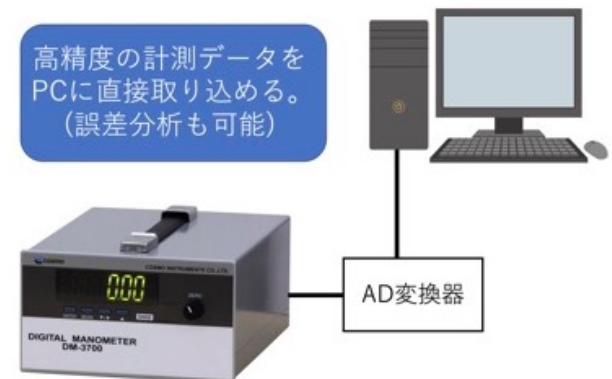 高精度の計測データを
PCに直接取り込める。
(誤差分析も可能)
COSMO
COSMO INSTRUMENTS CO.,LTD.
000
ZERO
DIGITAL MANOMETER
DM-3700
AD変換器